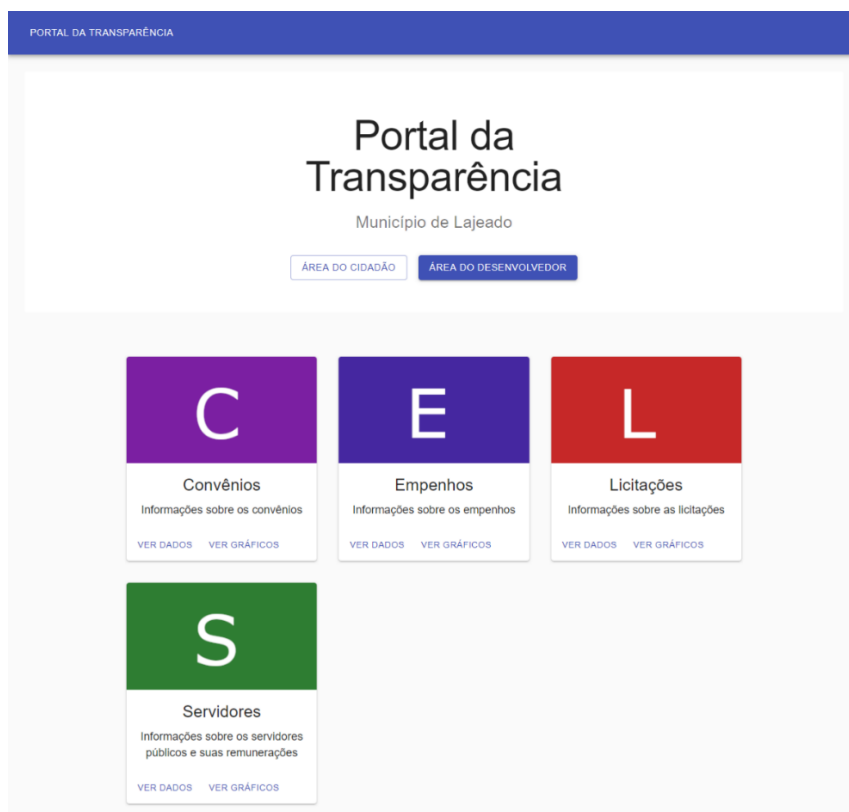 PORTAL DA TRANSPARÊNCIA
Portal da
Transparência
Município de Lajeado
ÁREA DO CIDADÃO
ÁREA DO DESENVOLVEDOR
C
Convênios
Informações sobre os convênios
VER DADOS VER GRÁFICOS
E
Empenhos
Informações sobre os empenhos
VER DADOS VER GRÁFICOS
L
Licitações
Informações sobre as licitações
VER DADOS VER GRÁFICOS
S
Servidores
Informações sobre os servidores
públicos e suas remunerações
VER DADOS VER GRÁFICOS